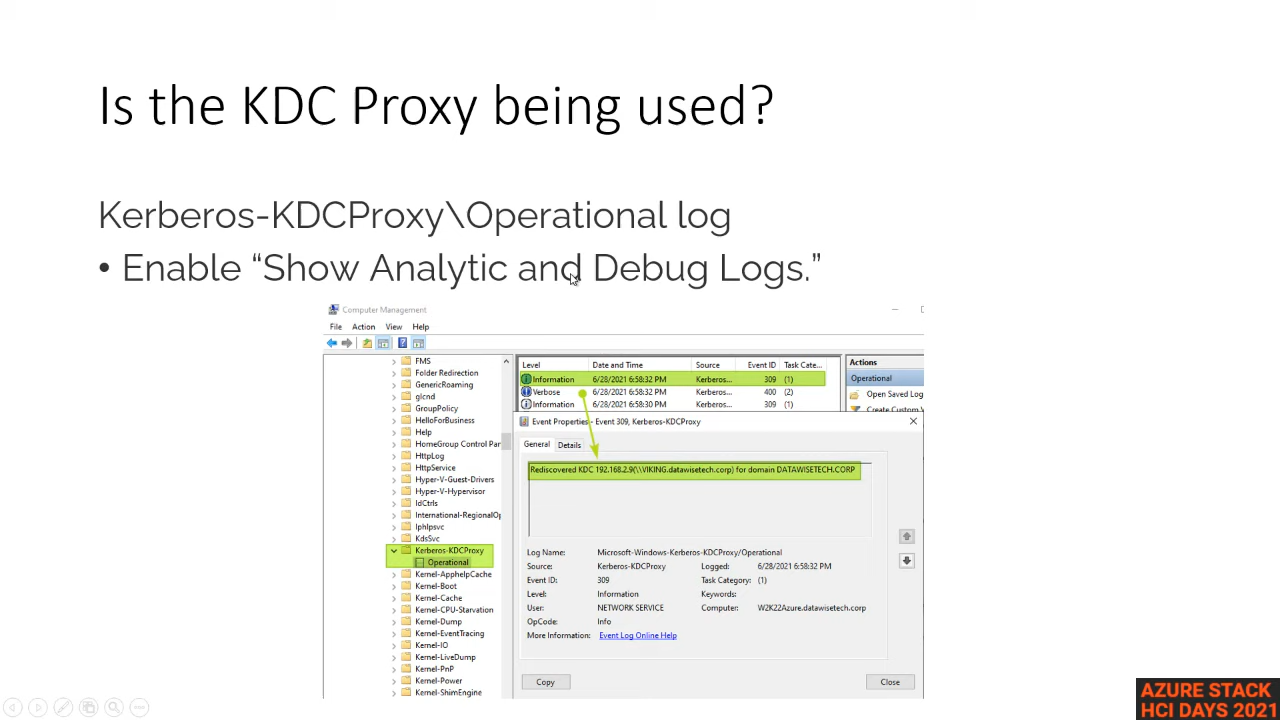 Is the KDC Proxy being used?
Kerberos-KDCProxy\Operational log
• Enable “Show Analytic and Debug Logs.”
Computer Management
File Action View Help
FMS
Folder Redirection
GenericRoaming
glcnd
GroupPolicy
HelloForBusiness
Help
HomeGroup Control Pan
HttpLog
HttpService
Hyper-V-Guest-Drivers
Hyper-V-Hypervisor
IdCtrls
International-RegionalOp
Iphlpsvc
KdsSvc
Kerberos-KDCProxy
Operational
Kernel-ApphelpCache
Kernel-Boot
Kernel-Cache
Kernel-CPU-Starvation
Kernel-Dump
Kernel-EventTracing
Kernel-IO
Kernel-LiveDump
Kernel-PnP
Kernel-Power
Kernel-ShimEngine
Level Date and Time Source Event ID Task Cate...
Information 6/28/2021 6:58:32 PM Kerberos... 309 (1)
Verbose 6/28/2021 6:58:32 PM Kerberos... 400 (2)
Information 6/28/2021 6:58:30 PM Kerberos... 309 (1)
Actions
Operational
Open Saved Log
Create Custom V
Event Properties - Event 309, Kerberos-KDCProxy
General Details
Rediscovered KDC 192.168.2.9(\\VIKING.datawisetech.corp) for domain DATAWISETECH.CORP
Log Name: Microsoft-Windows-Kerberos-KDCProxy/Operational
Source: Kerberos-KDCProxy Logged: 6/28/2021 6:58:32 PM
Event ID: 309 Task Category: (1)
Level: Information Keywords:
User: NETWORK SERVICE Computer: W2K22Azure.datawisetech.corp
OpCode: Info
More Information: Event Log Online Help
Copy Close
AZURE STACK
HCI DAYS 2021